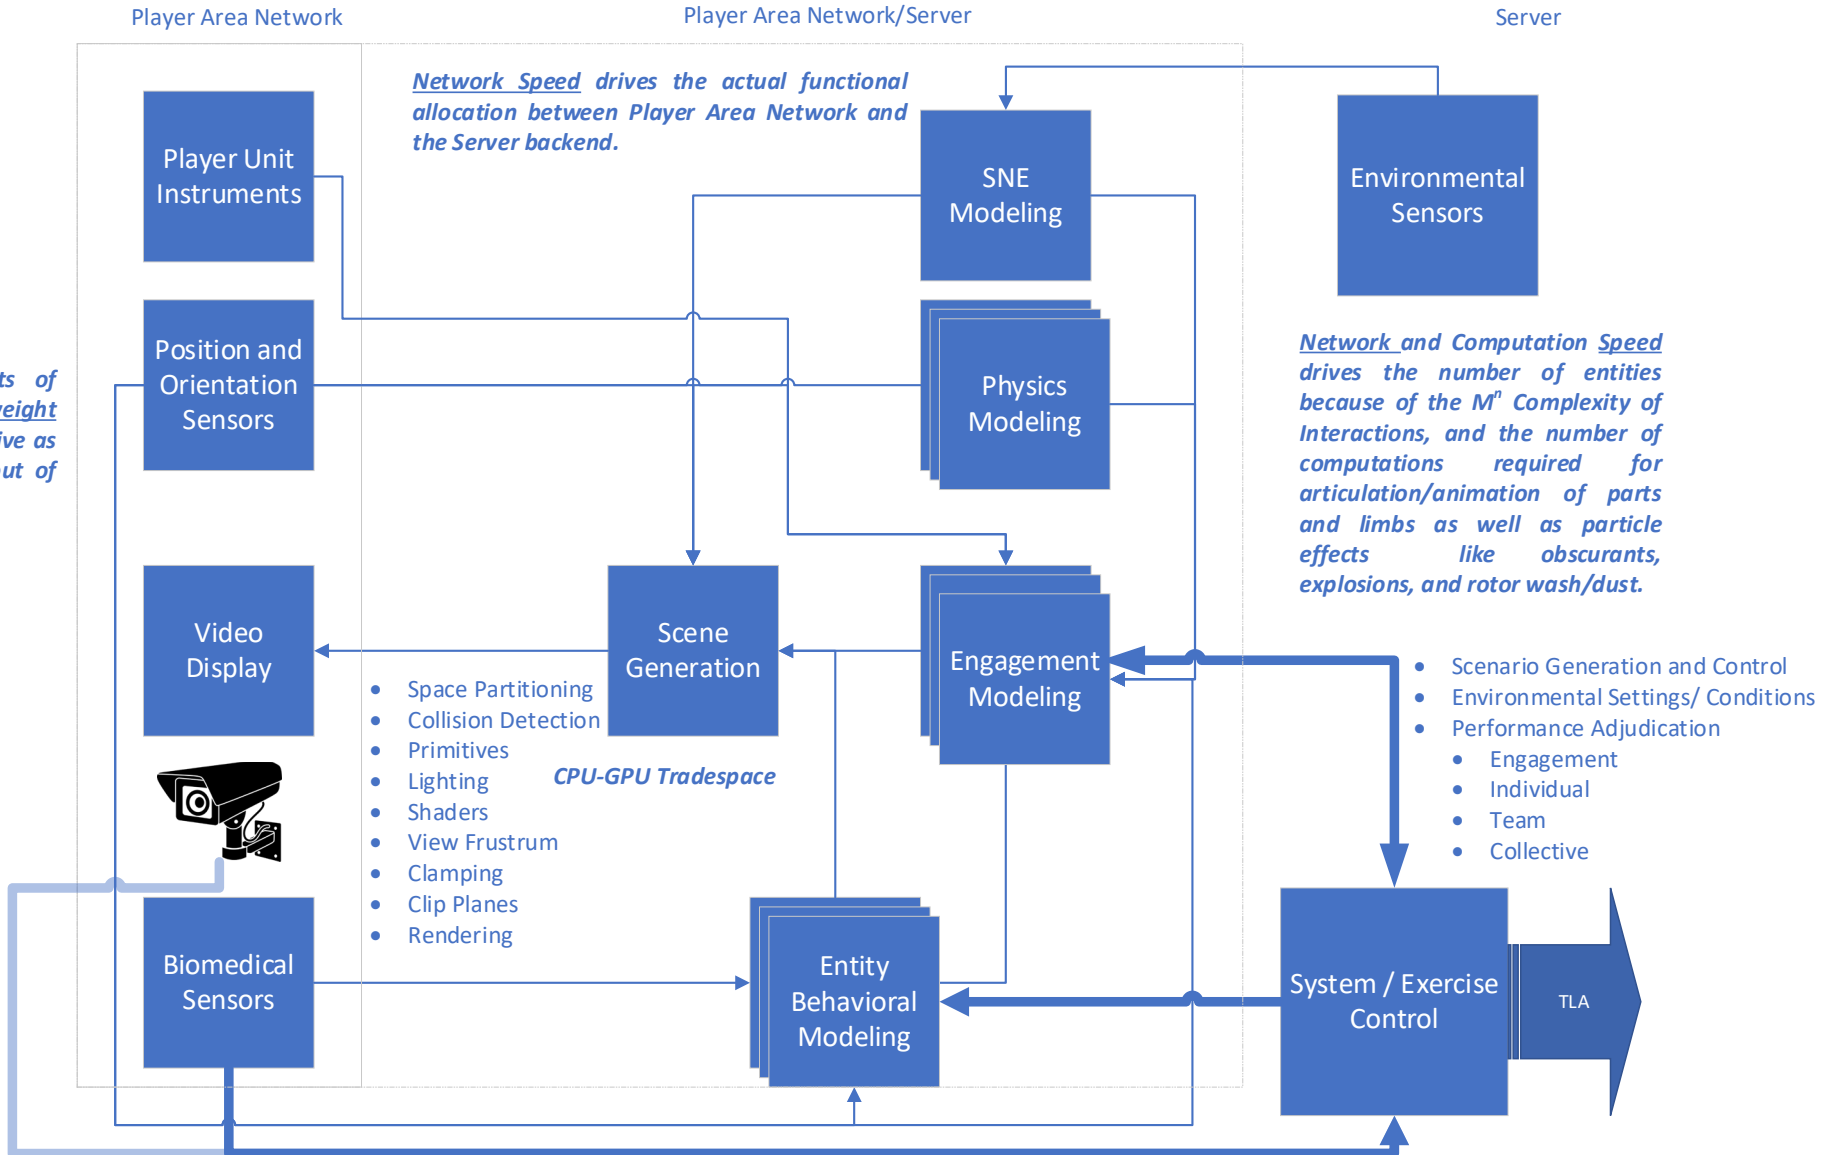 Player Area Network
Player Area Network/Server
Server
Network Speed drives the actual functional
allocation between Player Area Network and
the Server backend.
Player Unit
Instruments
SNE
Modeling
Environmental
Sensors
Position and
Orientation
Sensors
Physics
Modeling
Network and Computation Speed
drives the number of entities
because of the Mⁿ Complexity of
Interactions, and the number of
computations required for
articulation/animation of parts
and limbs as well as particle
effects like obscurants,
explosions, and rotor wash/dust.
of
as
of
Video
Display
Scene
Generation
Engagement
Modeling
• Space Partitioning
• Collision Detection
• Primitives
• Lighting
• Shaders
• View Frustrum
• Clamping
• Clip Planes
• Rendering
CPU-GPU Tradespace
• Scenario Generation and Control
• Environmental Settings/ Conditions
• Performance Adjudication
• Engagement
• Individual
• Team
• Collective
Biomedical
Sensors
Entity
Behavioral
Modeling
System / Exercise
Control
TLA